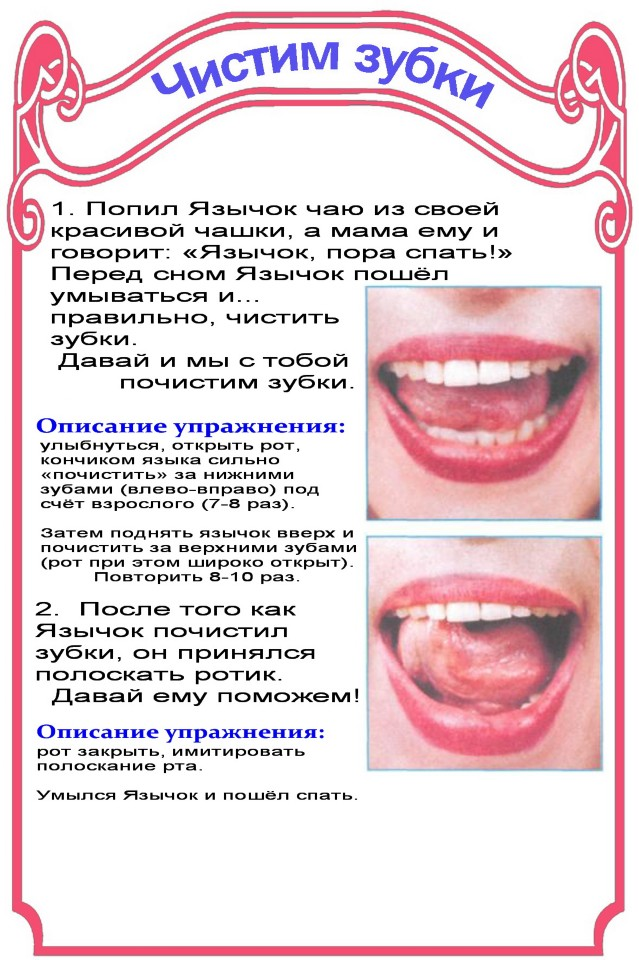 Чистим зубки
1. Попил Язычок чаю из своей
красивой чашки, а мама ему и
говорит: «Язычок, пора спать!»
Перед сном Язычок пошёл
умываться и...
правильно, чистить
зубки.
Давай и мы с тобой
почистим зубки.
Описание упражнения:
улыбнуться, открыть рот,
кончиком языка сильно
«почистить» за нижними
зубами (влево-вправо) под
счёт взрослого (7-8 раз).
Затем поднять язычок вверх и
почистить за верхними зубами
(рот при этом широко открыт).
Повторить 8-10 раз.
2. После того как
Язычок почистил
зубки, он принялся
полоскать ротик.
Давай ему поможем!
Описание упражнения:
рот закрыть, имитировать
полоскание рта.
Умылся Язычок и пошёл спать.